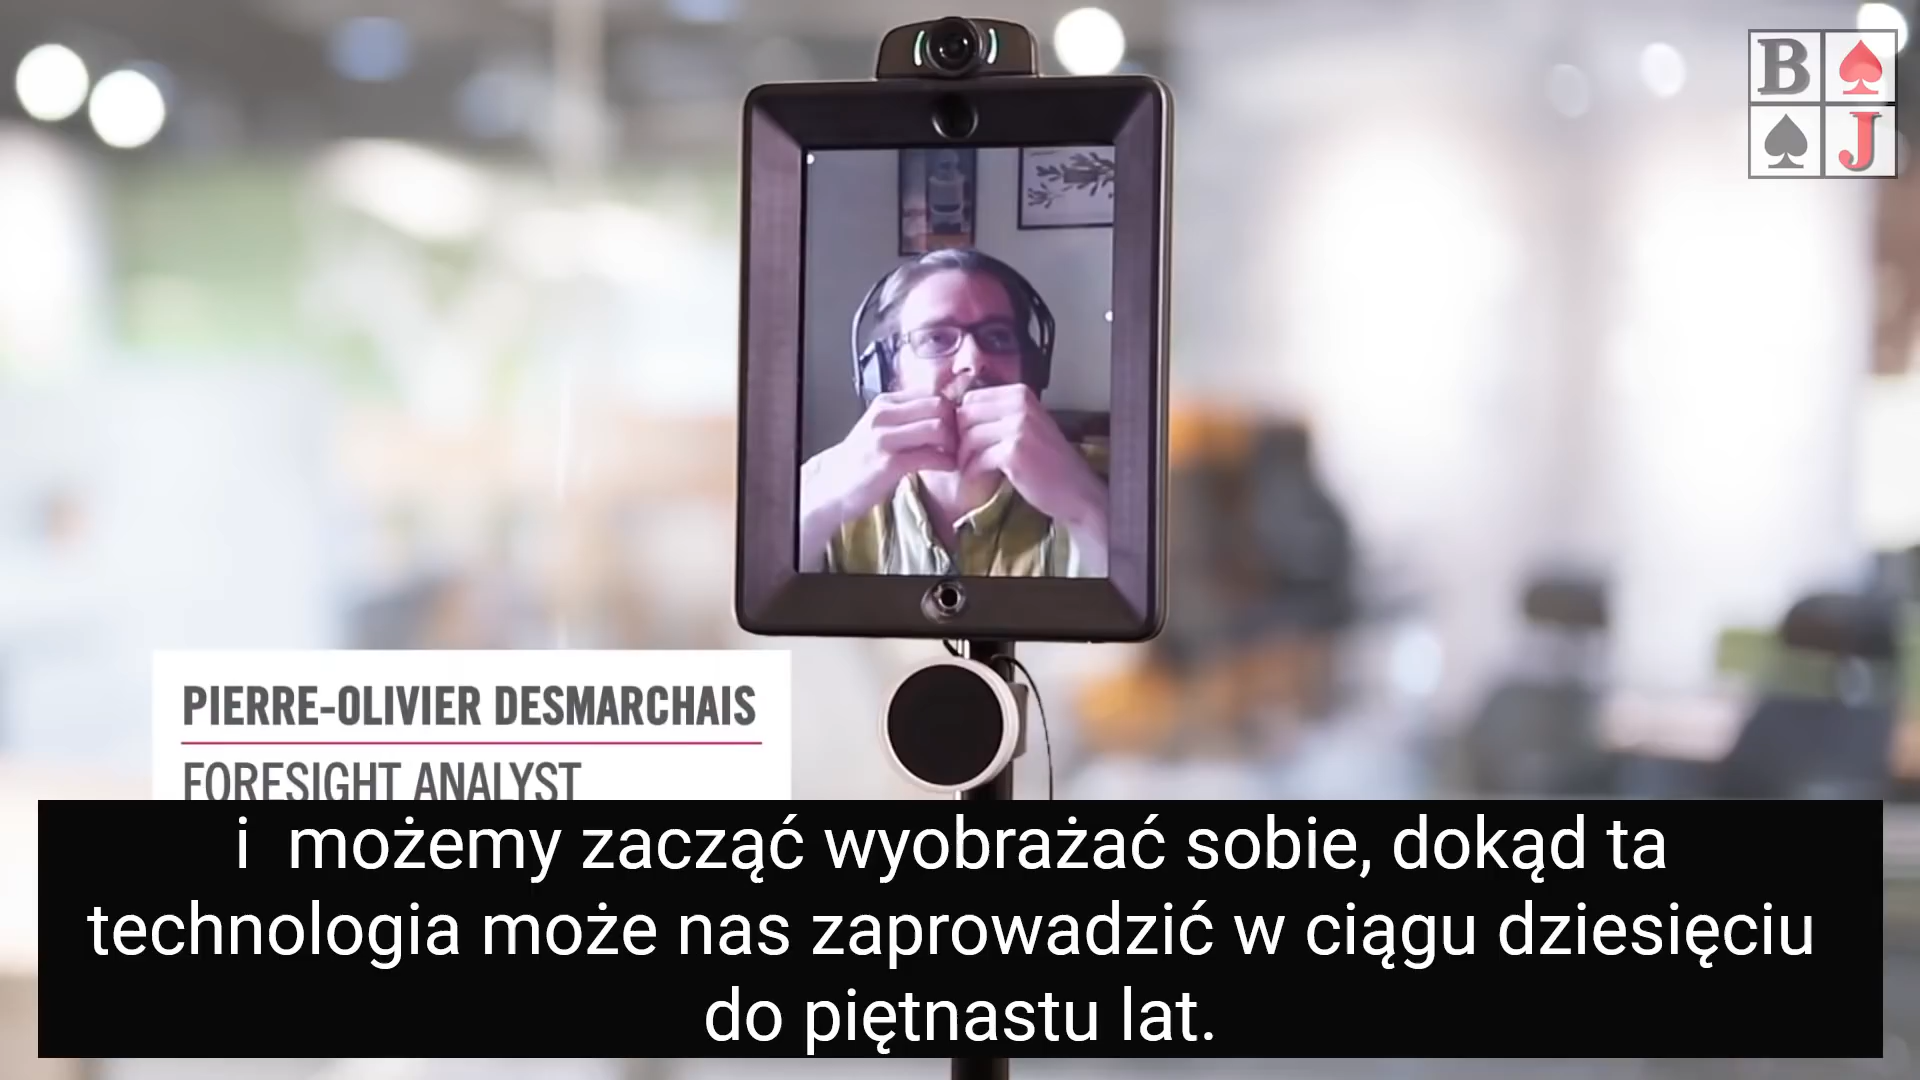 B
J
PIERRE-OLIVIER DESMARCHAIS
FORESIGHT ANALYST
i  możemy zacząć wyobrażać sobie, dokąd ta
technologia może nas zaprowadzić w ciągu dziesięciu
do piętnastu lat.